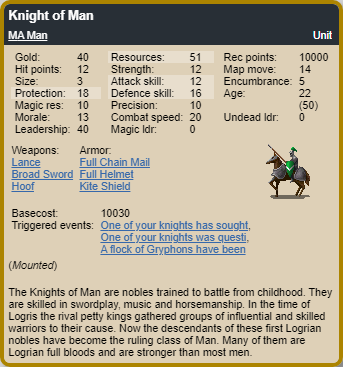 Knight of Man
MA Man Unit
Gold: 40 Resources: 51 Rec points: 10000
Hit points: 12 Strength: 12 Map move: 14
Size: 3 Attack skill: 12 Encumbrance: 5
Protection: 18 Defence skill: 16 Age: 22
Magic res: 10 Precision: 10 (50)
Morale: 13 Combat speed: 20 Undead ldr: 0
Leadership: 40 Magic ldr: 0
Weapons: Armor:
Lance Full Chain Mail
Broad Sword Full Helmet
Hoof Kite Shield
Basecost: 10030
Triggered events: One of your knights has sought,
One of your knights was questi,
A flock of Gryphons have been
(Mounted)
The Knights of Man are nobles trained to battle from childhood. They
are skilled in swordplay, music and horsemanship. In the time of
Logris the rival petty kings gathered groups of influential and skilled
warriors to their cause. Now the descendants of these first Logrian
nobles have become the ruling class of Man. Many of them are
Logrian full bloods and are stronger than most men.